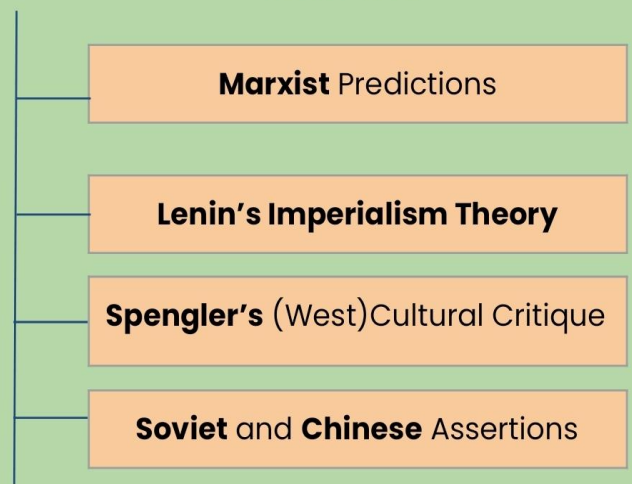 Marxist Predictions
Lenin’s Imperialism Theory
Spengler’s (West)Cultural Critique
Soviet and Chinese Assertions